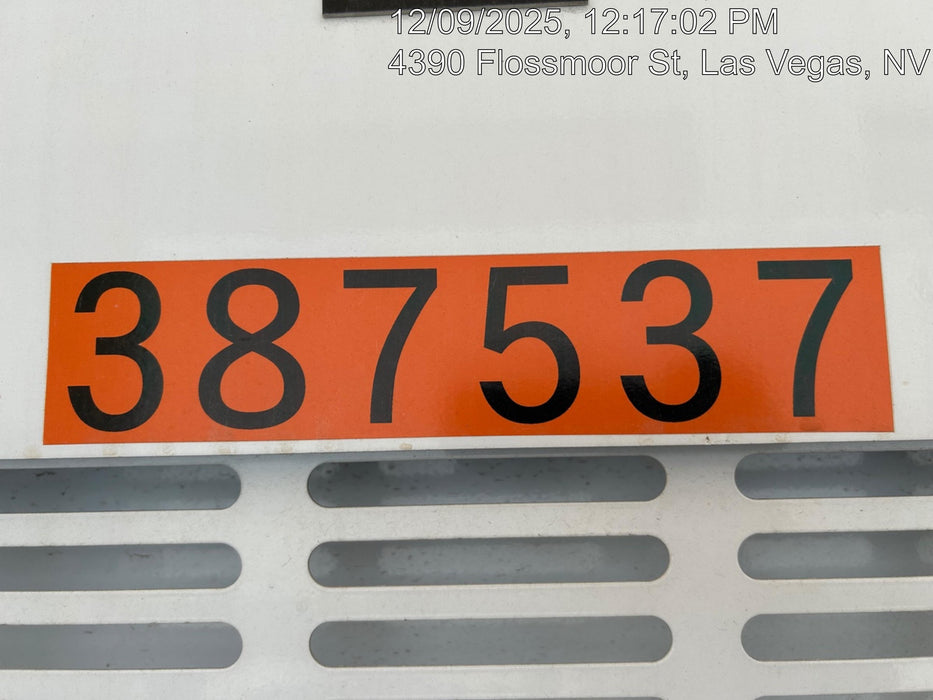 12/09/2025, 12:17:02 PM
4390 Flossmoor St, Las Vegas, NV
387537